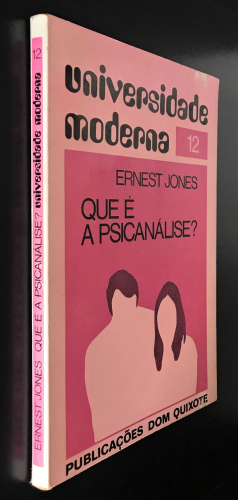 universidade
moderna
12
ERNEST JONES
QUE É
A PSICANÁLISE?
PUBLICAÇÕES DOM QUIXOTE
ERNEST JONES QUE É A PSICANÁLISE? universidade moderna 12